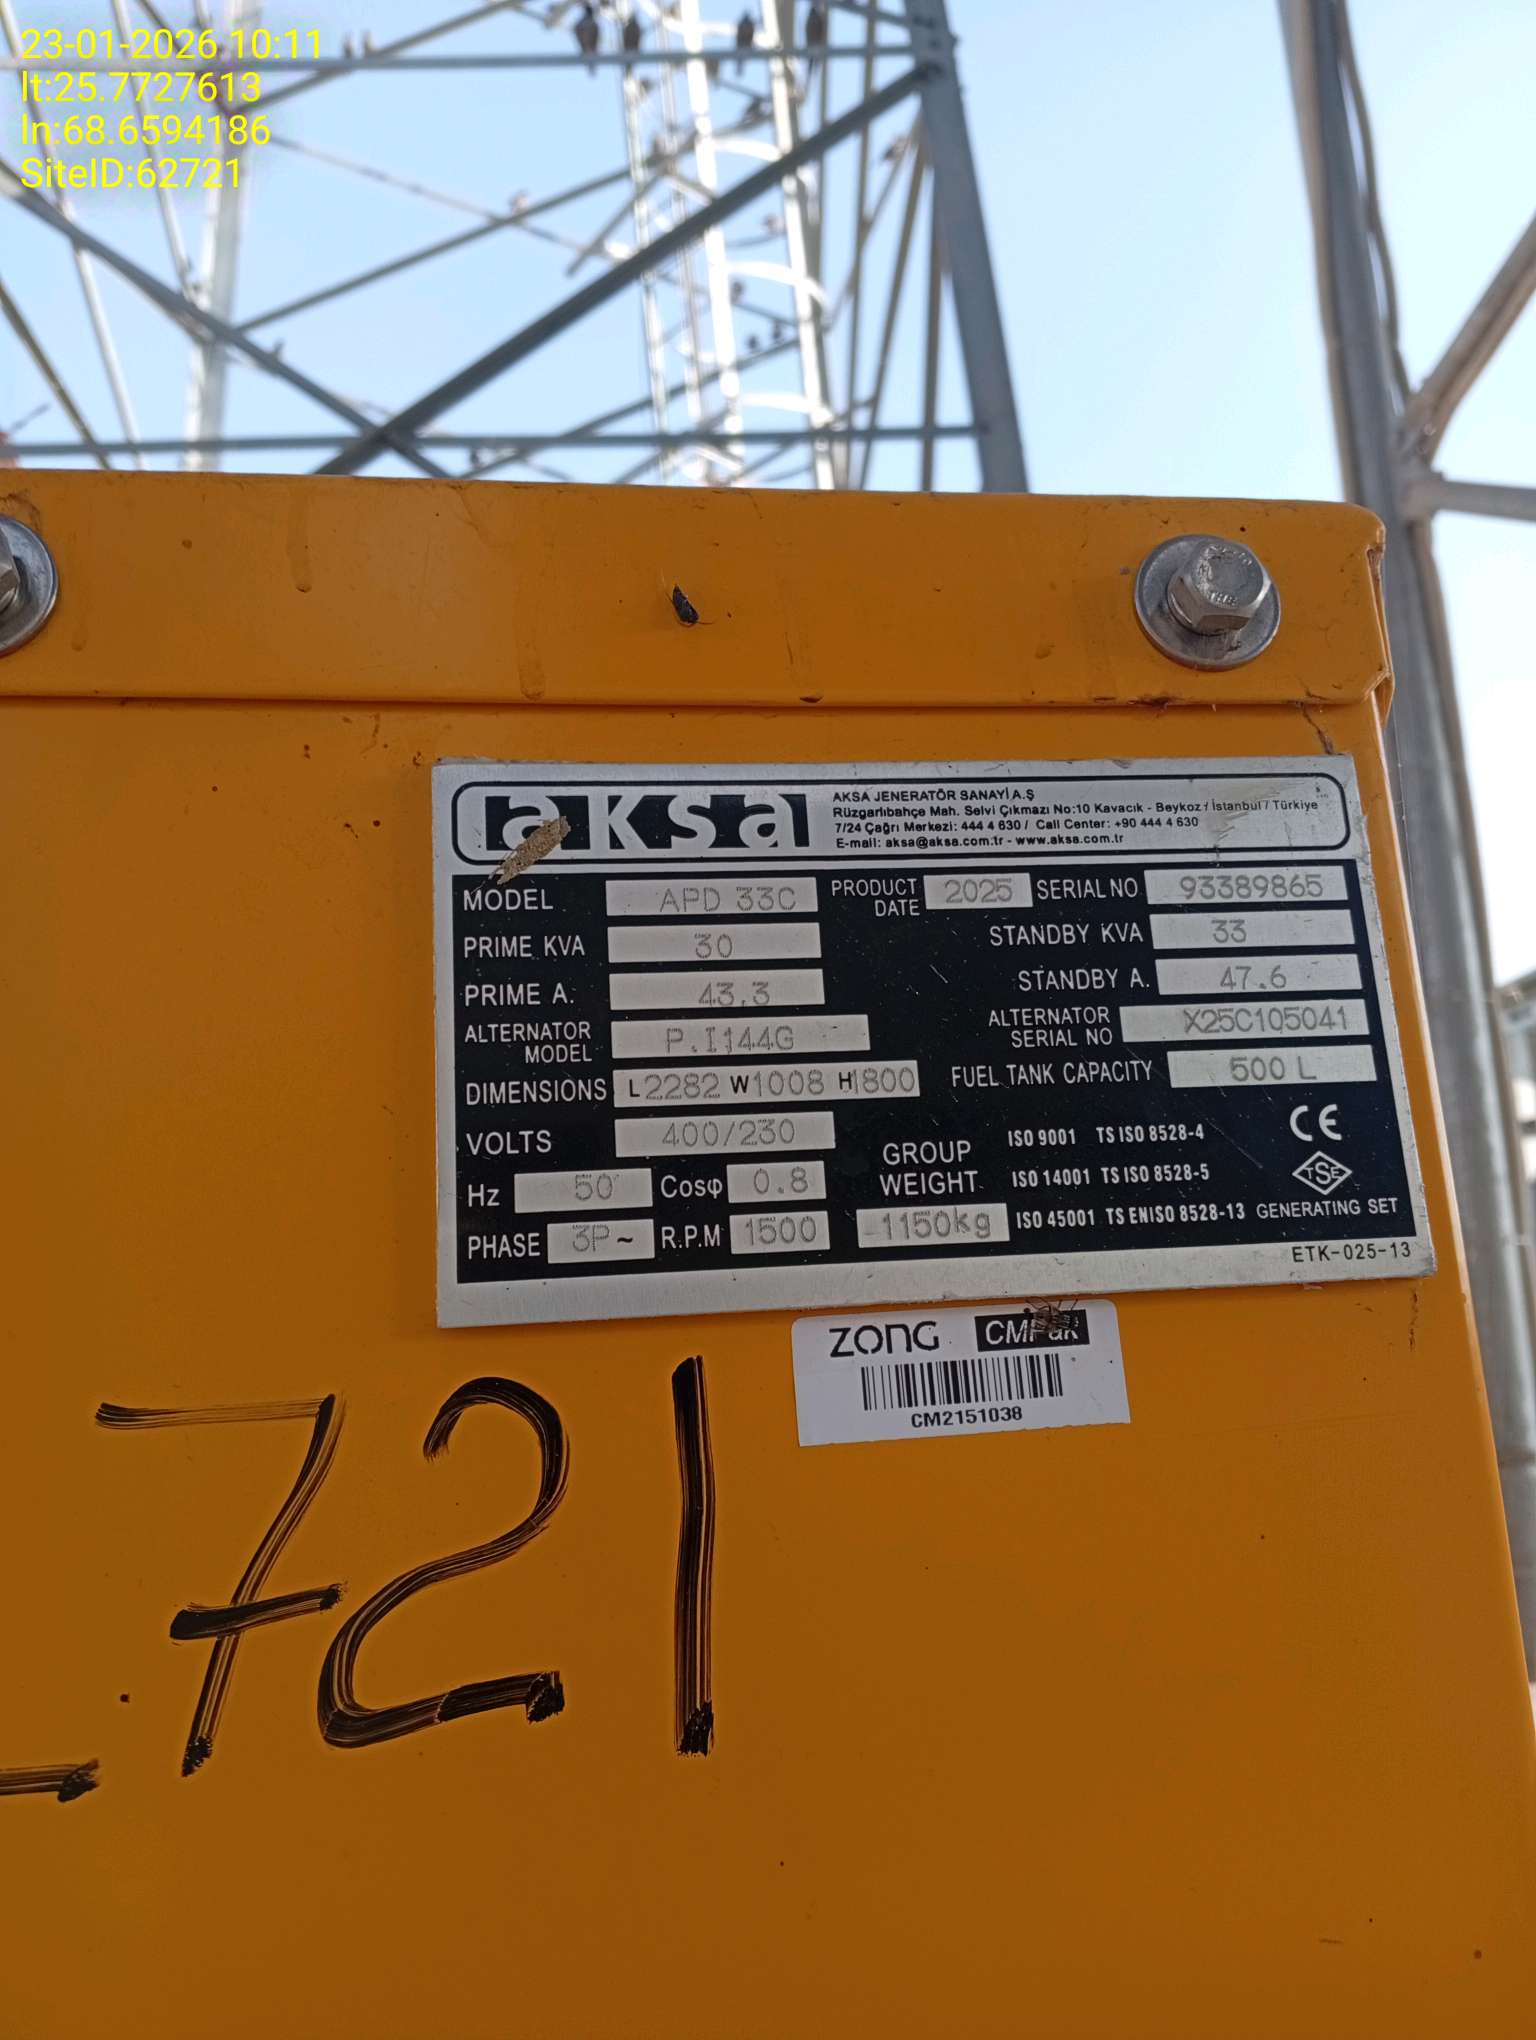 23-01-2026 10:11
lt:25.7727613
ln:68.6594186
SiteID:62721
aksa
AKSA JENERATÖR SANAYİ A.Ş
Rüzgarlıbahçe Mah. Selvi Çıkmazı No:10 Kavacık - Beykoz / İstanbul / Türkiye
7/24 Çağrı Merkezi: 444 4 630 / Call Center: +90 444 4 630
E-mail: aksa@aksa.com.tr - www.aksa.com.tr
MODEL APD 33C PRODUCT DATE 2025 SERIAL NO 93389865
PRIME KVA 30 STANDBY KVA 33
PRIME A. 43.3 STANDBY A. 47.6
ALTERNATOR MODEL P.I144G ALTERNATOR SERIAL NO X25C105041
DIMENSIONS L2282 W1008 H1800 FUEL TANK CAPACITY 500 L
VOLTS 400/230 GROUP WEIGHT 1150kg
Hz 50 Cosφ 0.8
PHASE 3P~ R.P.M 1500
ISO 9001 TS ISO 8528-4 CE
ISO 14001 TS ISO 8528-5 TSE
ISO 45001 TS EN ISO 8528-13 GENERATING SET
ETK-025-13
ZONG CMPak
CM2151038
721